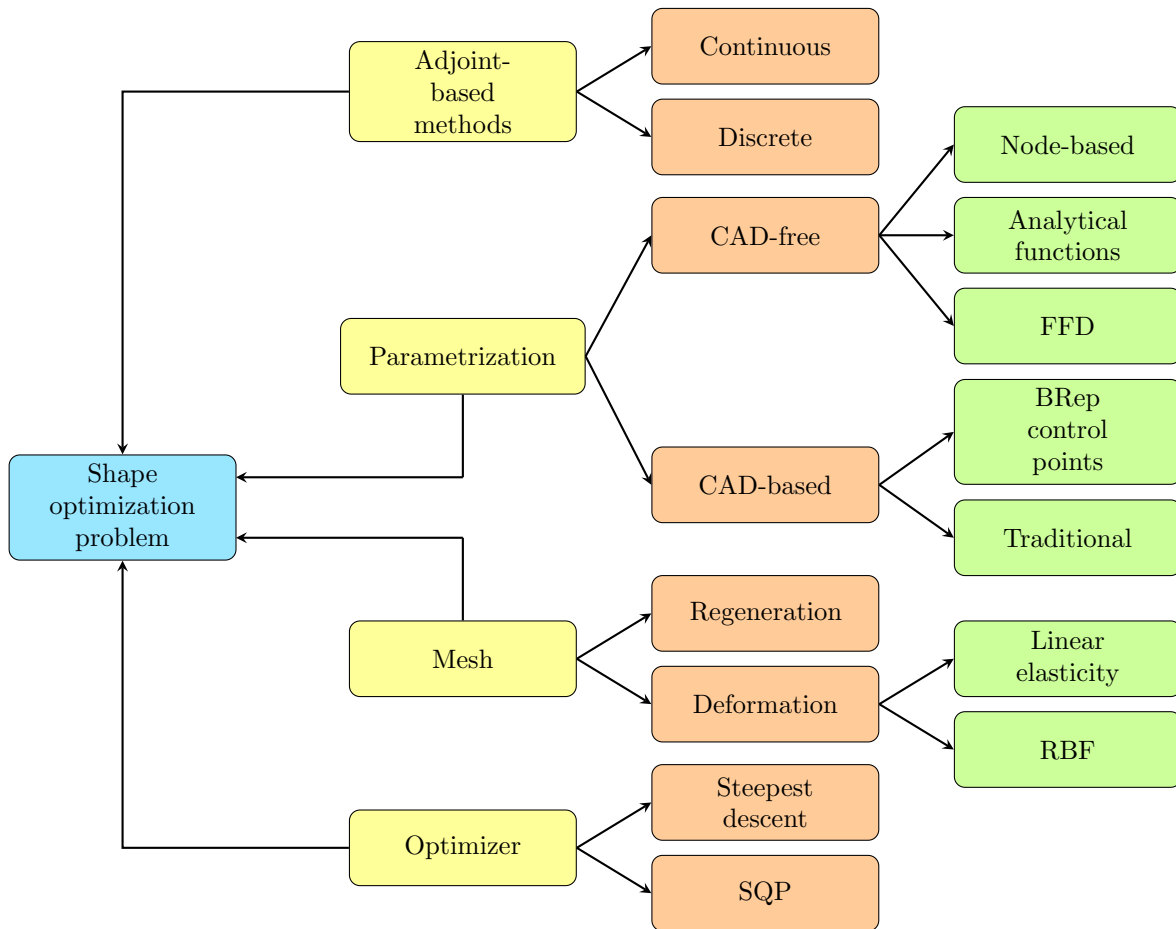 Adjoint-
based
methods
Continuous
Discrete
Node-based
Analytical
functions
FFD
CAD-free
Parametrization
CAD-based
BRep
control
points
Traditional
Shape
optimization
problem
Mesh
Regeneration
Deformation
Linear
elasticity
RBF
Optimizer
Steepest
descent
SQP